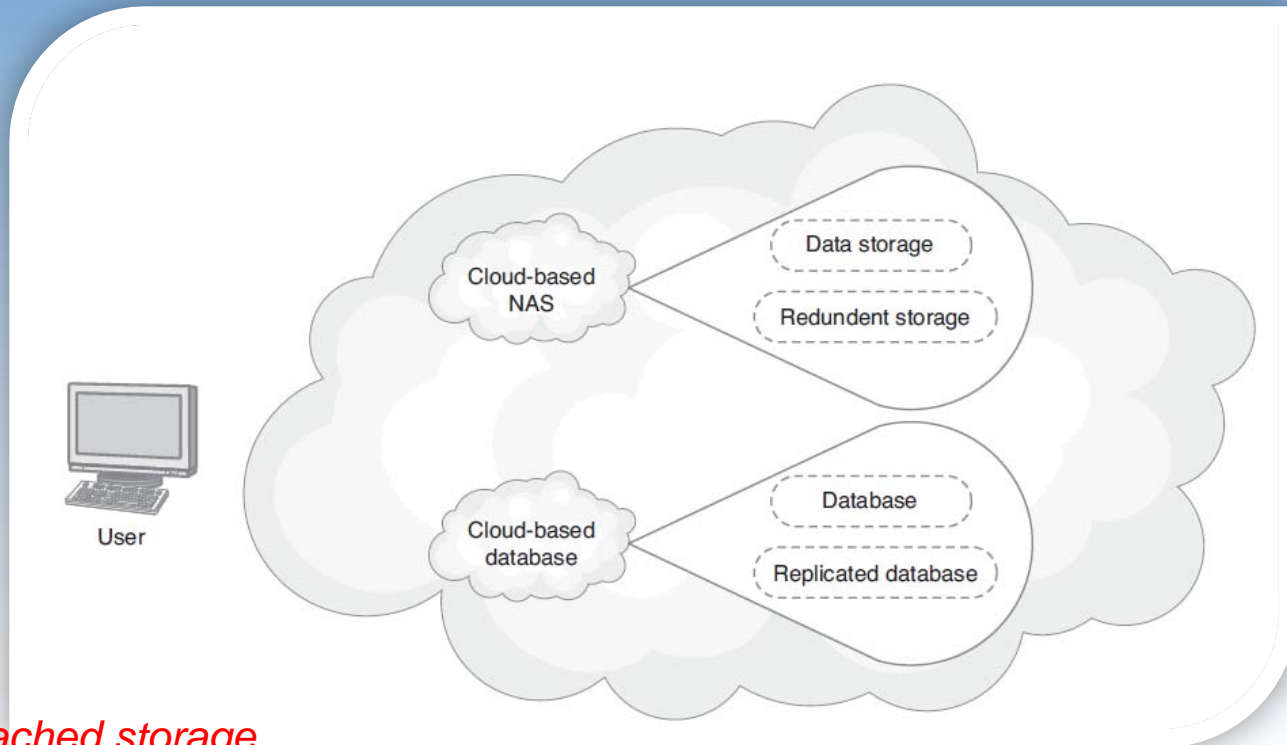 Data storage
Cloud-based
NAS
Redundent storage
User
Database
Cloud-based
database
Replicated database
ached storage